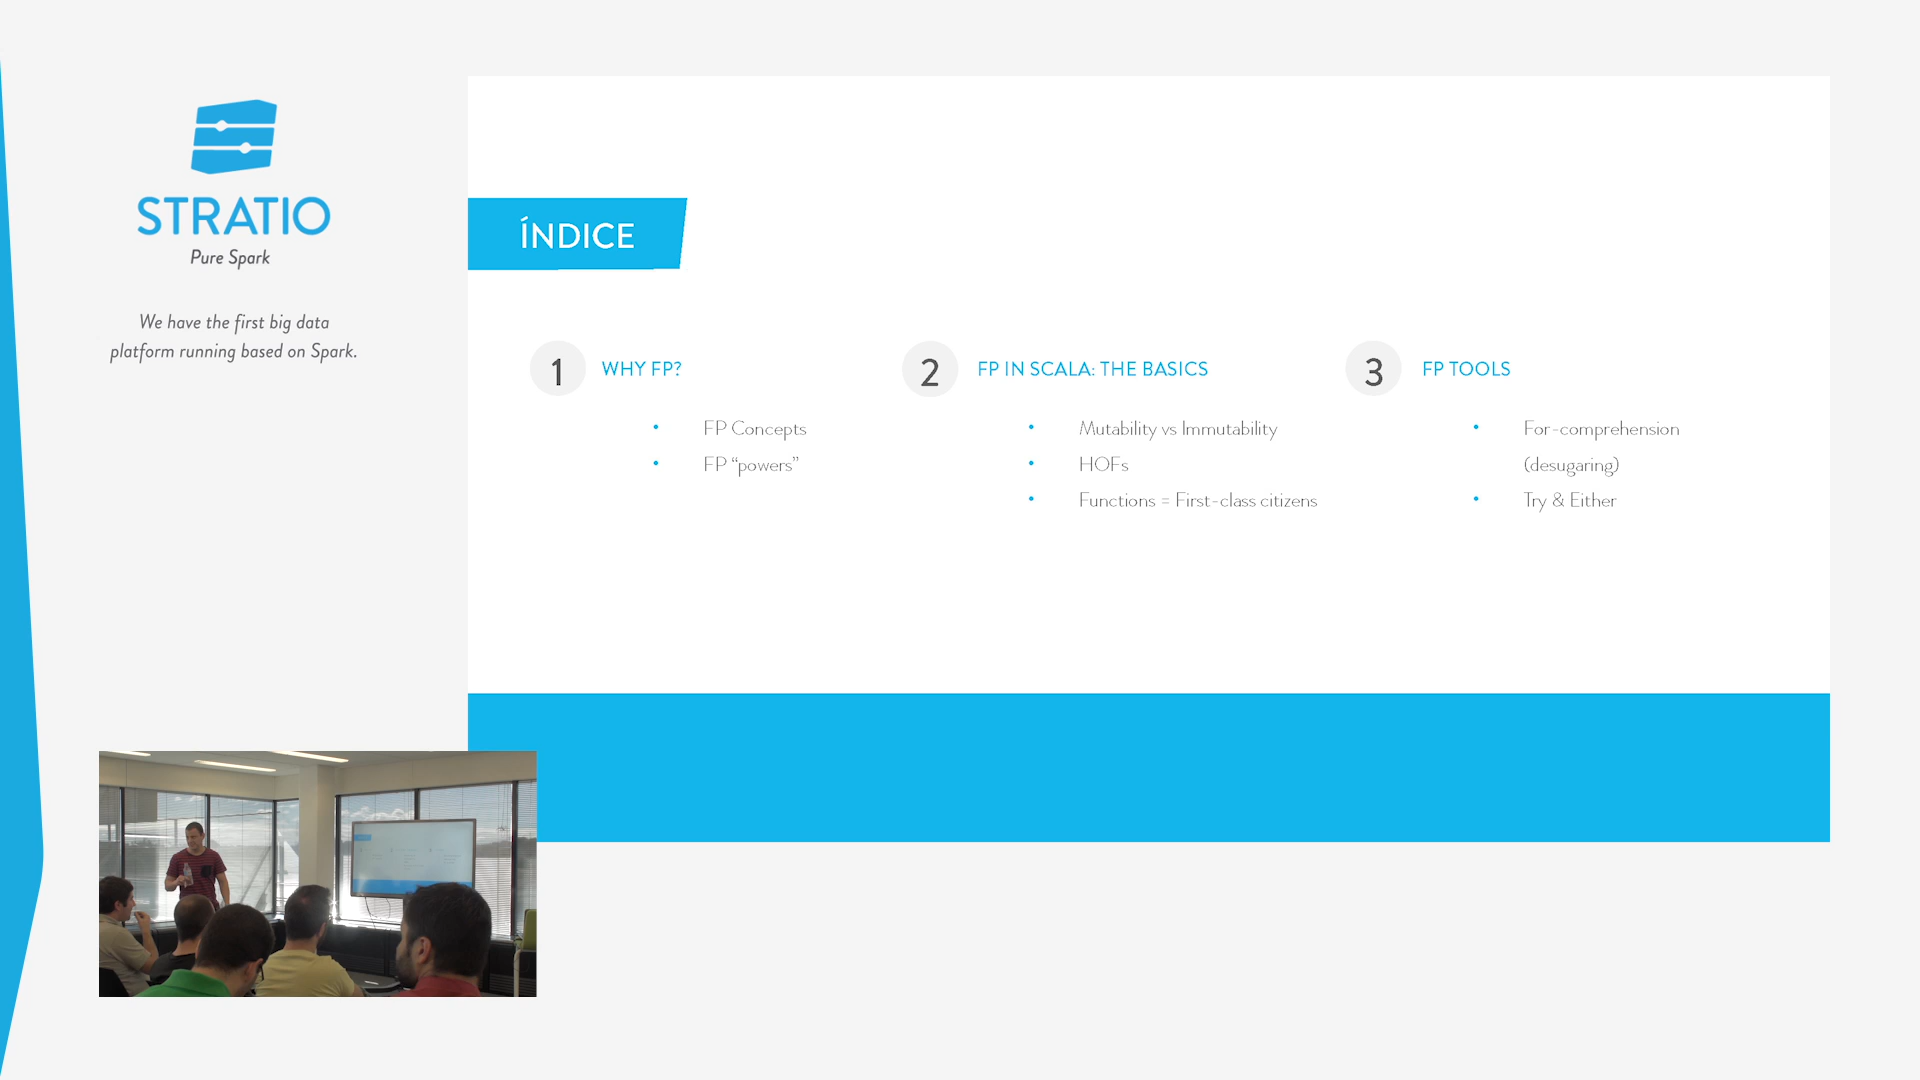 STRATIO
Pure Spark
We have the first big data
platform running based on Spark.
ÍNDICE
1 WHY FP?
• FP Concepts
• FP “powers”
2 FP IN SCALA: THE BASICS
• Mutability vs Immutability
• HOFs
• Functions = First-class citizens
3 FP TOOLS
• For-comprehension
(desugaring)
• Try & Either